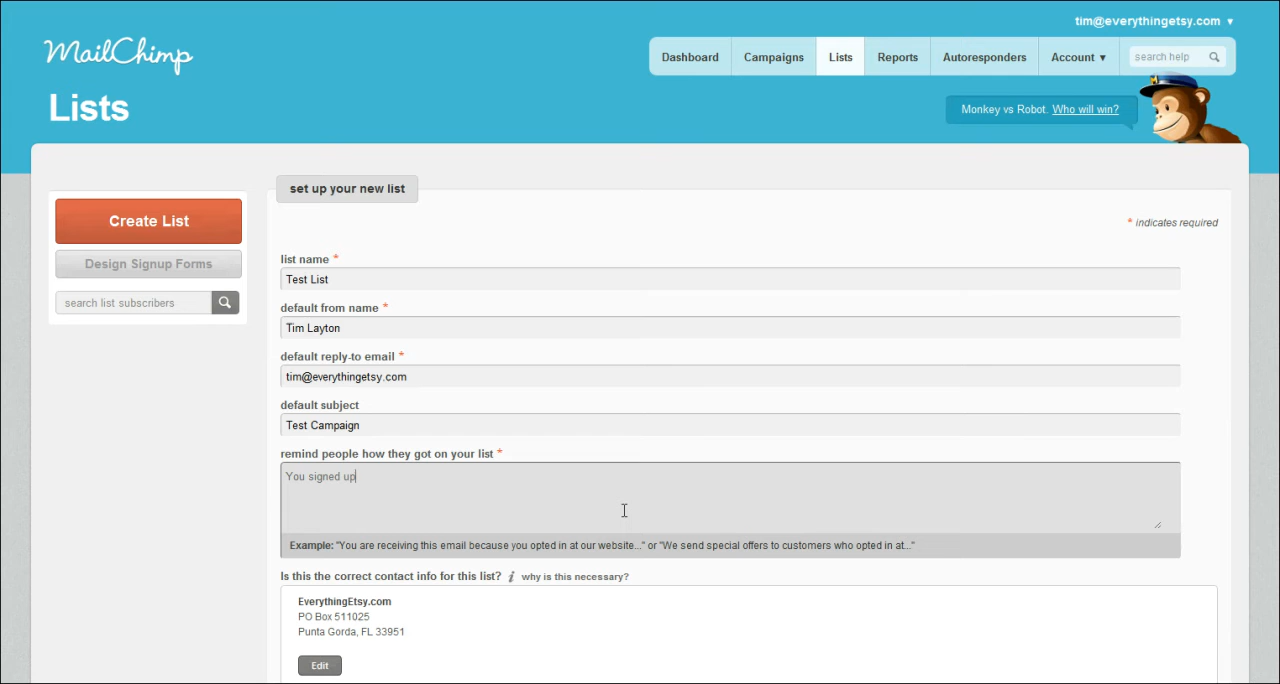 tim@everythingetsy.com ▼
MailChimp
Dashboard Campaigns Lists Reports Autoresponders Account ▼ search help
Lists
Monkey vs Robot. Who will win?
set up your new list
Create List
* indicates required
Design Signup Forms
list name *
Test List
search list subscribers
default from name *
Tim Layton
default reply-to email *
tim@everythingetsy.com
default subject
Test Campaign
remind people how they got on your list *
You signed up
Example: "You are receiving this email because you opted in at our website..." or "We send special offers to customers who opted in at..."
Is this the correct contact info for this list? i why is this necessary?
EverythingEtsy.com
PO Box 511025
Punta Gorda, FL 33951
Edit